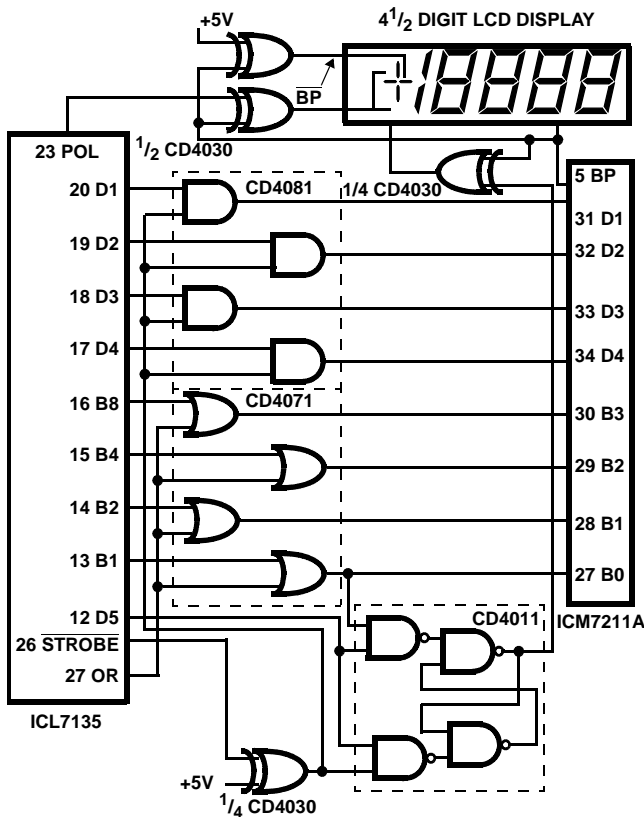 +5V
4 1/2 DIGIT LCD DISPLAY
BP
1/2 CD4030
23 POL
20 D1
19 D2
18 D3
17 D4
16 B8
15 B4
14 B2
13 B1
12 D5
26 STROBE
27 OR
ICL7135
CD4081
1/4 CD4030
CD4071
5 BP
31 D1
32 D2
33 D3
34 D4
30 B3
29 B2
28 B1
27 B0
ICM7211A
CD4011
+5V
1/4 CD4030